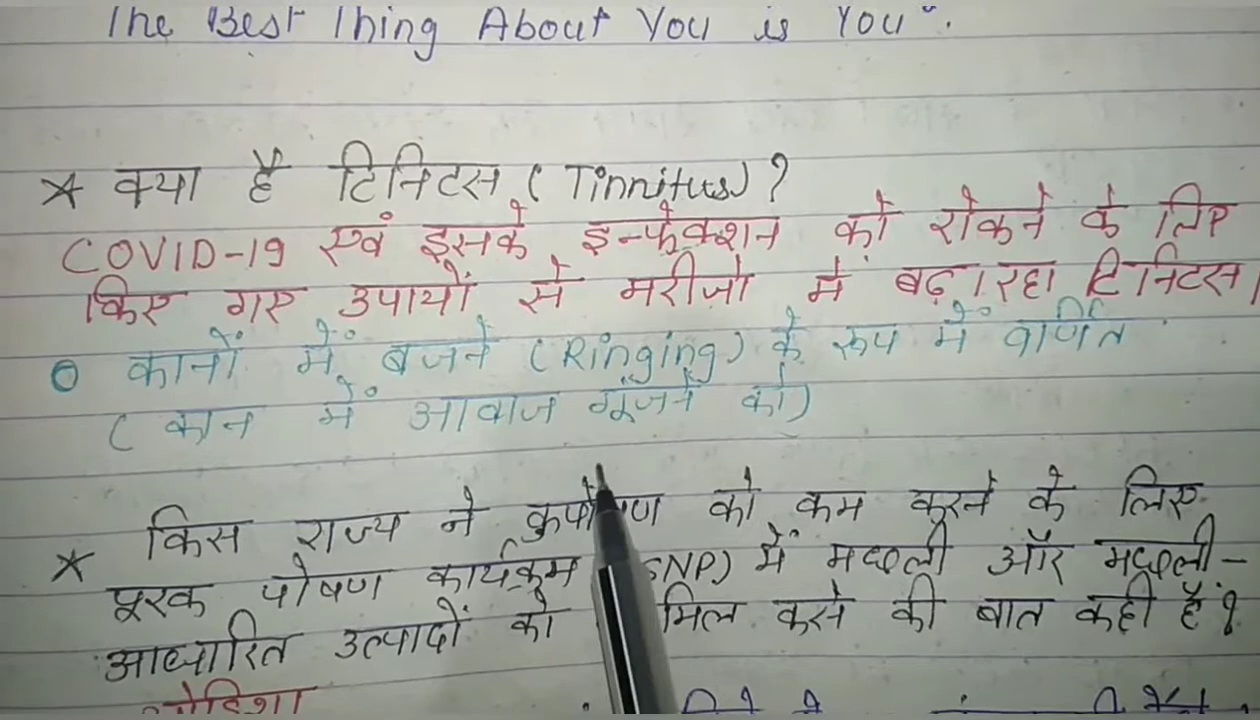 The Best Thing About You is You".
* क्या है टिनिटस (Tinnitus)?
COVID-19 एवं इसके इन्फेक्शन को रोकने के लिए
किए गए उपायों से मरीजो में बढ़ा रहा टिनिटस।
○ कानों में बजने (Ringing) के रूप में वर्णित
(कान में आवाज गूंजने को)
* किस राज्य ने कुपोषण को कम करने के लिए
पूरक पोषण कार्यक्रम SNP) में मछली और मछली-
आधारित उत्पादों को मिल करने की बात कही है?
ओडिशा